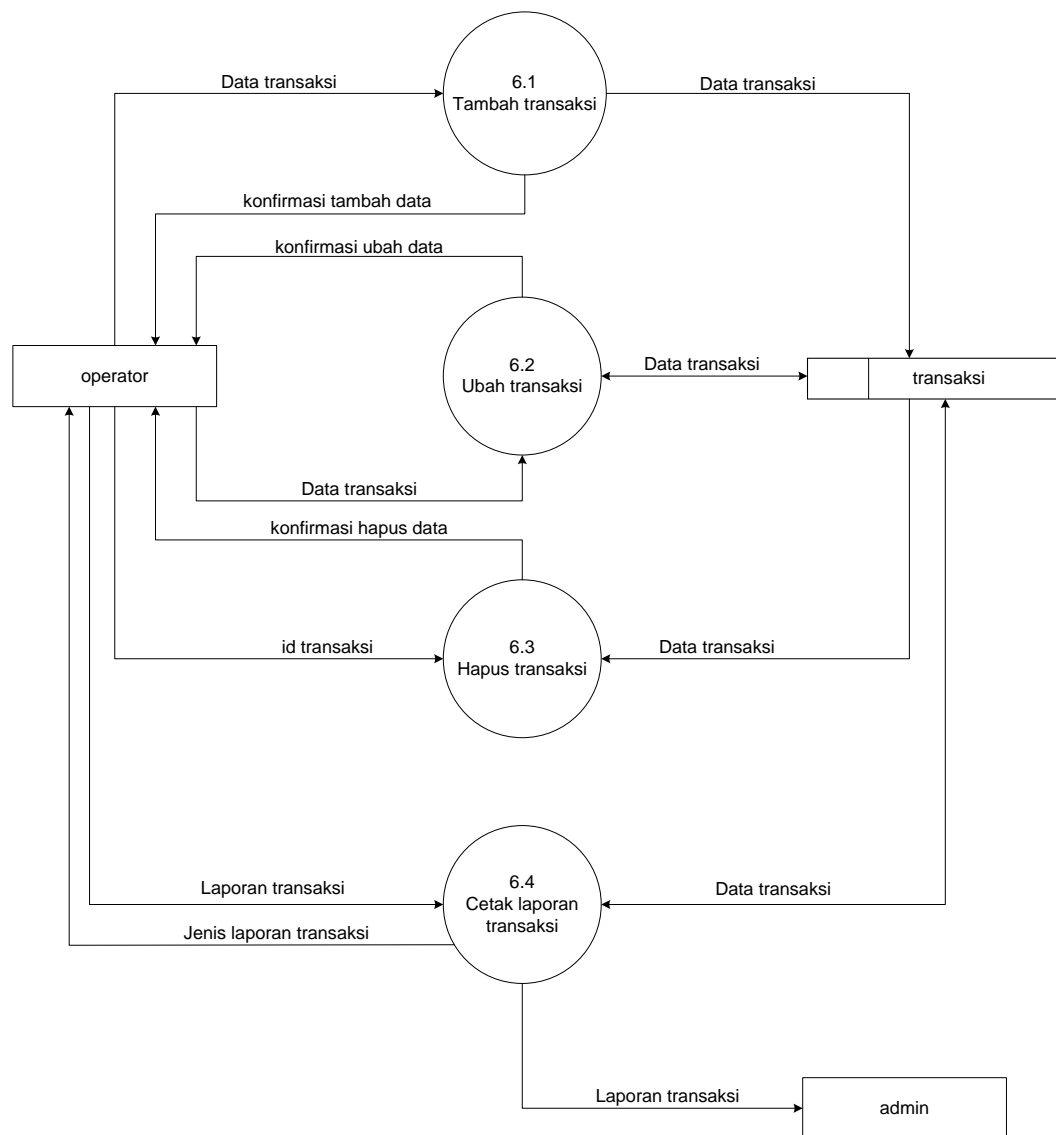 6.1
Tambah transaksi
Data transaksi
Data transaksi
konfirmasi tambah data
konfirmasi ubah data
operator
6.2
Ubah transaksi
Data transaksi
transaksi
Data transaksi
konfirmasi hapus data
id transaksi
6.3
Hapus transaksi
Data transaksi
Laporan transaksi
6.4
Cetak laporan
transaksi
Data transaksi
Jenis laporan transaksi
Laporan transaksi
admin